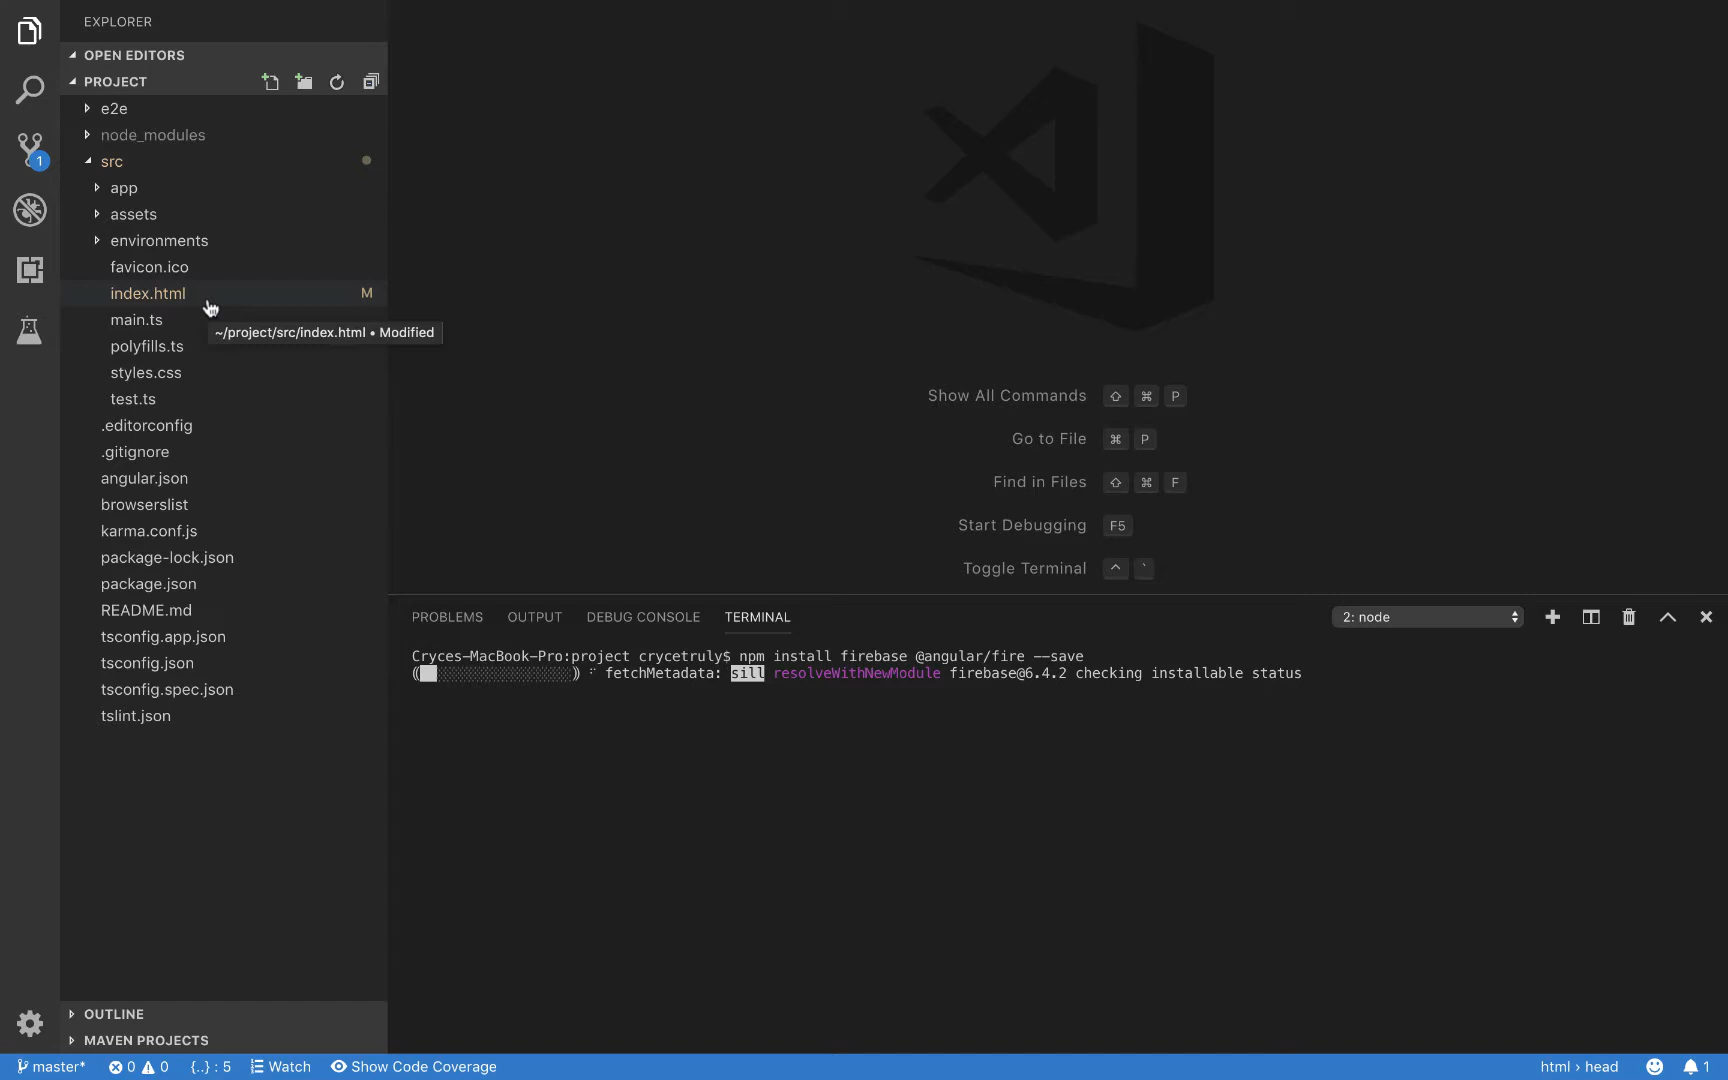 EXPLORER
OPEN EDITORS
PROJECT
e2e
node_modules
src
app
assets
environments
favicon.ico
index.html M
main.ts
~/project/src/index.html • Modified
polyfills.ts
styles.css
test.ts
.editorconfig
.gitignore
angular.json
browserslist
karma.conf.js
package-lock.json
package.json
README.md
tsconfig.app.json
tsconfig.json
tsconfig.spec.json
tslint.json
OUTLINE
MAVEN PROJECTS
1
Show All Commands ⇧ ⌘ P
Go to File ⌘ P
Find in Files ⇧ ⌘ F
Start Debugging F5
Toggle Terminal ^ `
PROBLEMS OUTPUT DEBUG CONSOLE TERMINAL 2: node
Cryces-MacBook-Pro:project crycetruly$ npm install firebase @angular/fire --save
fetchMetadata: sill resolveWithNewModule firebase@6.4.2 checking installable status
master* 0 0 {..} : 5 Watch Show Code Coverage html › head 1